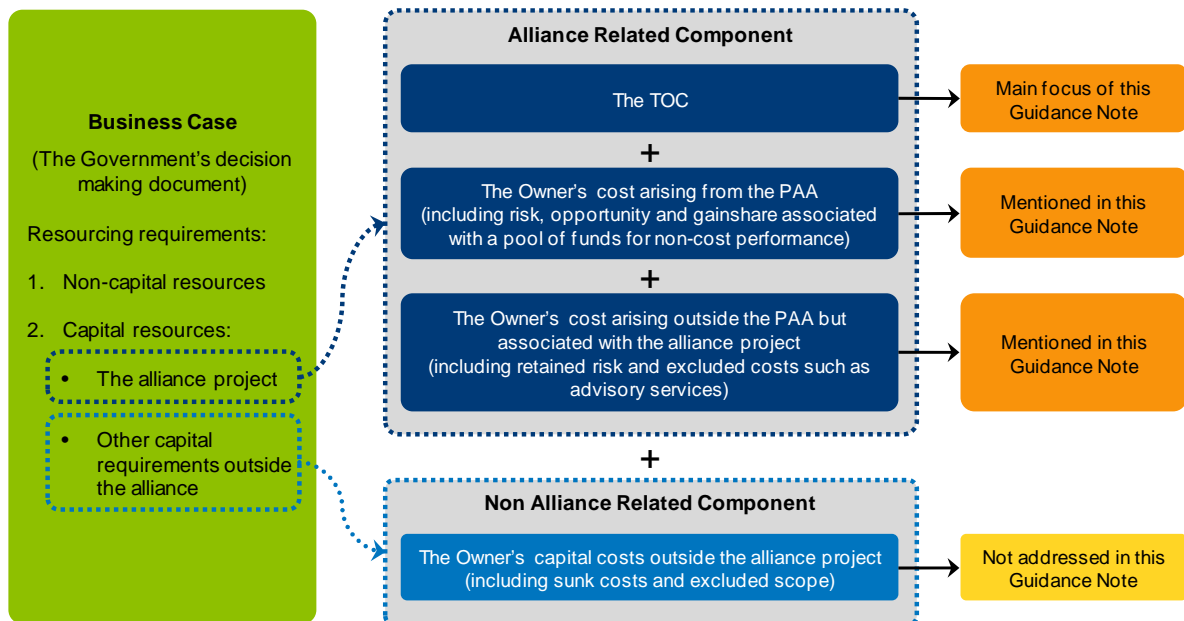 Business Case
(The Government's decision
making document)
Resourcing requirements:
1. Non-capital resources
2. Capital resources:
• The alliance project
• Other capital
requirements outside
the alliance
Alliance Related Component
The TOC
Main focus of this
Guidance Note
+
The Owner's cost arising from the PAA
(including risk, opportunity and gainshare associated
with a pool of funds for non-cost performance)
Mentioned in this
Guidance Note
+
The Owner's cost arising outside the PAA but
associated with the alliance project
(including retained risk and excluded costs such as
advisory services)
Mentioned in this
Guidance Note
+
Non Alliance Related Component
The Owner's capital costs outside the alliance project
(including sunk costs and excluded scope)
Not addressed in this
Guidance Note